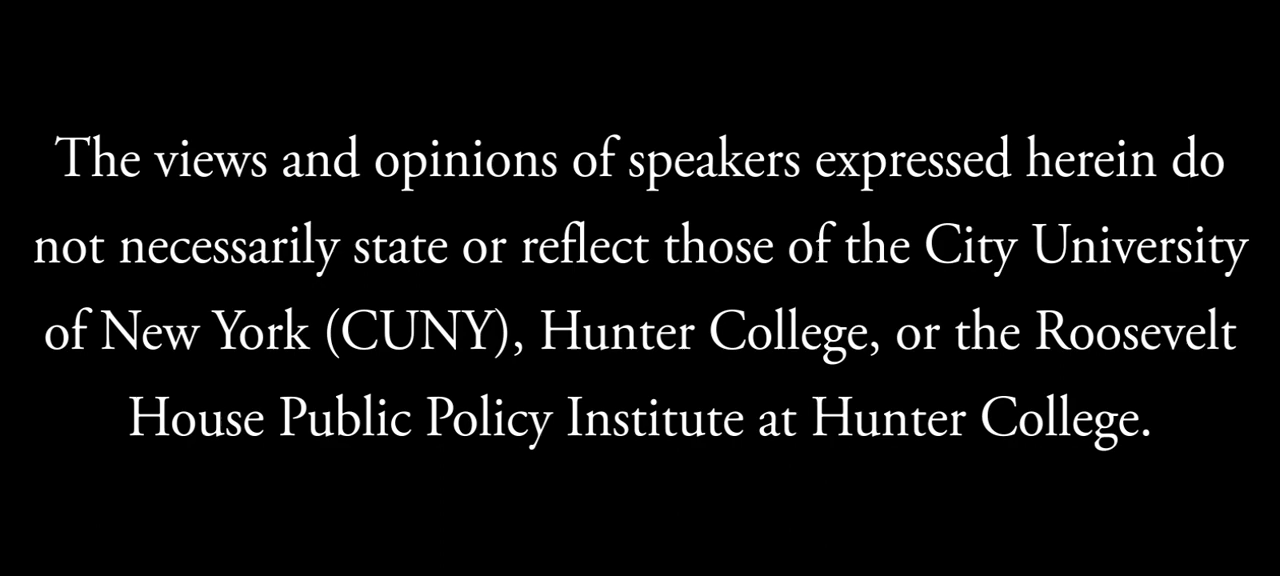 The views and opinions of speakers expressed herein do
not necessarily state or reflect those of the City University
of New York (CUNY), Hunter College, or the Roosevelt
House Public Policy Institute at Hunter College.